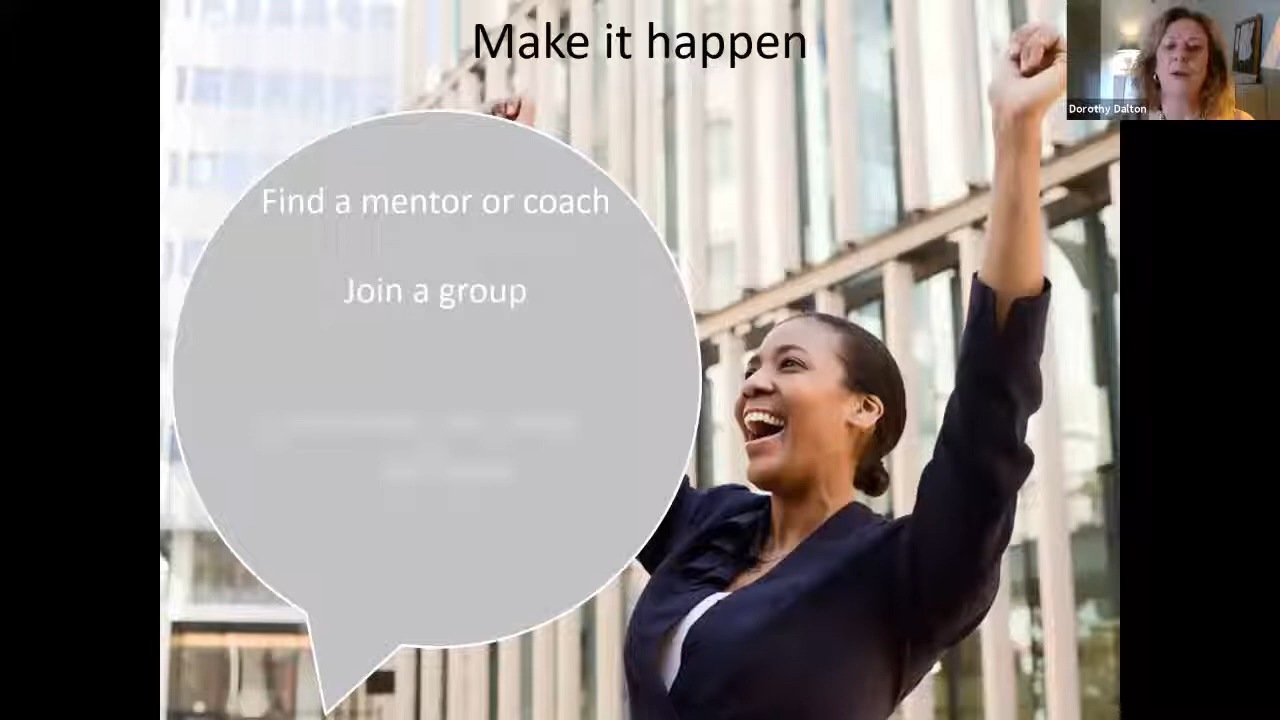 Make it happen
Dorothy Dalton
Find a mentor or coach
Join a group